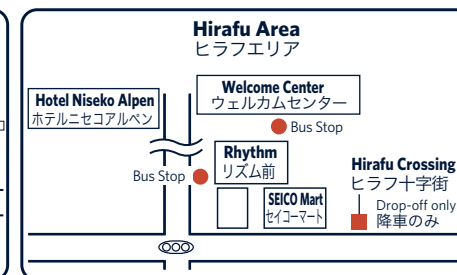 Hirafu Area
ヒラフエリア
Hotel Niseko Alpen
ホテルニセコアルペン
Welcome Center
ウェルカムセンター
Bus Stop
Rhythm
リズム前
Bus Stop
SEICO Mart
セイコーマート
Hirafu Crossing
ヒラフ十字街
Drop-off only
降車のみ